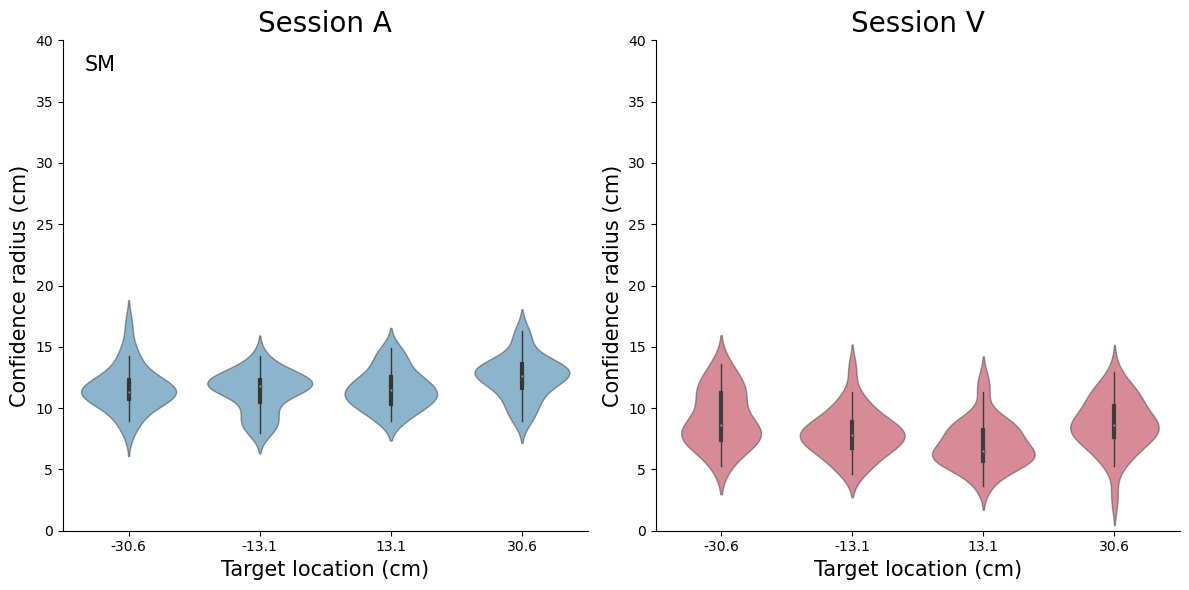 Session A
SM
40
35
30
25
20
15
10
5
0
Confidence radius (cm)
-30.6 -13.1 13.1 30.6
Target location (cm)
Session V
40
35
30
25
20
15
10
5
0
Confidence radius (cm)
-30.6 -13.1 13.1 30.6
Target location (cm)